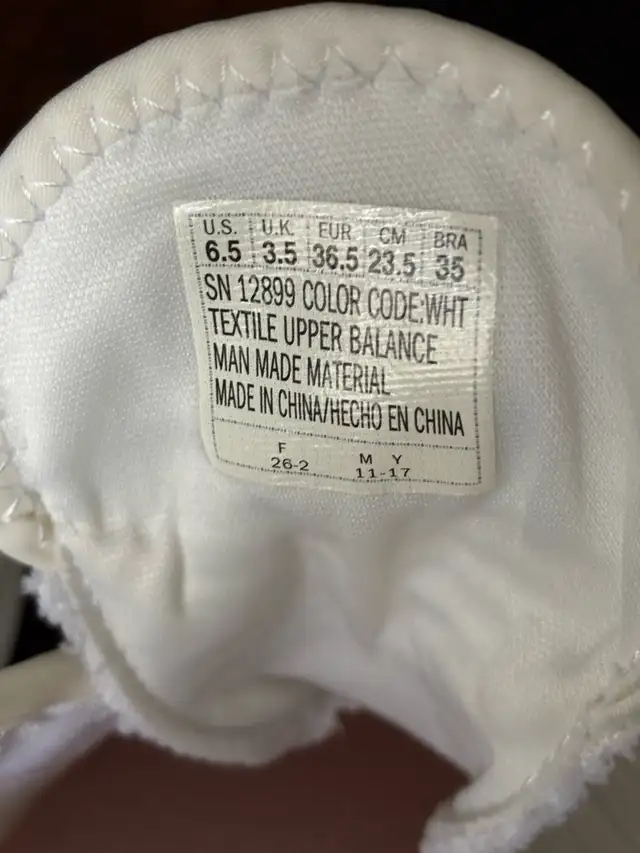 U.S. U.K. EUR CM BRA
6.5 3.5 36.5 23.5 35
SN 12899 COLOR CODE:WHT
TEXTILE UPPER BALANCE
MAN MADE MATERIAL
MADE IN CHINA/HECHO EN CHINA
F M Y
26-2 11-17